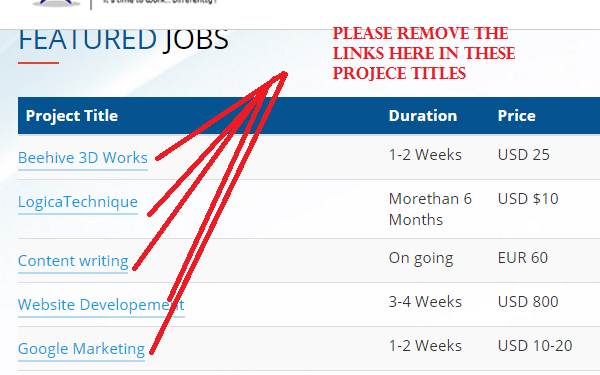 It's time to work... Differently!
FEATURED JOBS
PLEASE REMOVE THE
LINKS HERE IN THESE
PROJECE TITLES
Project Title Duration Price
Beehive 3D Works 1-2 Weeks USD 25
LogicaTechnique Morethan 6 USD $10
Months
Content writing On going EUR 60
Website Developement 3-4 Weeks USD 800
Google Marketing 1-2 Weeks USD 10-20